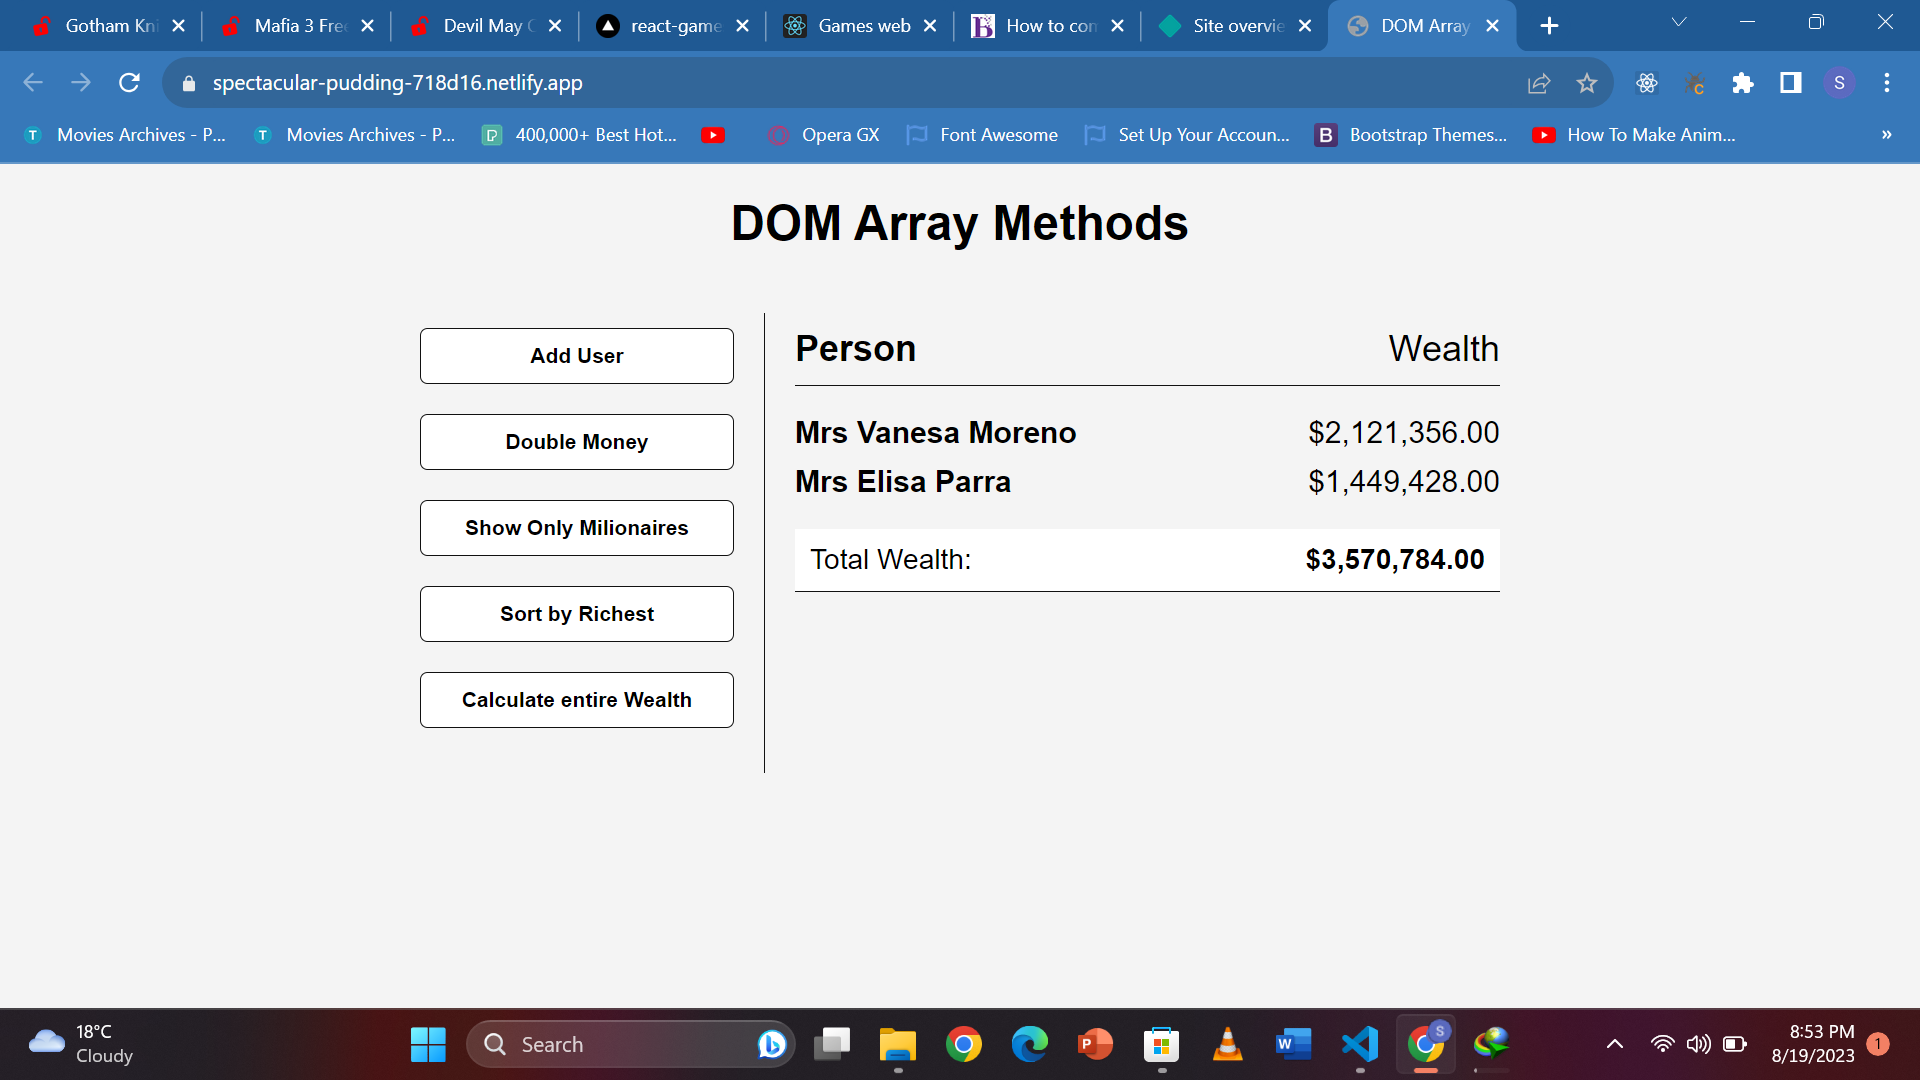 Gotham Kni
Mafia 3 Free
Devil May C
react-game
Games web
How to con
Site overvie
DOM Array
spectacular-pudding-718d16.netlify.app
S
T Movies Archives - P...
T Movies Archives - P...
P 400,000+ Best Hot...
Opera GX
Font Awesome
Set Up Your Accoun...
B Bootstrap Themes...
How To Make Anim...
»
DOM Array Methods
Add User
Double Money
Show Only Milionaires
Sort by Richest
Calculate entire Wealth
Person Wealth
Mrs Vanesa Moreno $2,121,356.00
Mrs Elisa Parra $1,449,428.00
Total Wealth: $3,570,784.00
18°C
Cloudy
Search
8:53 PM
8/19/2023
1